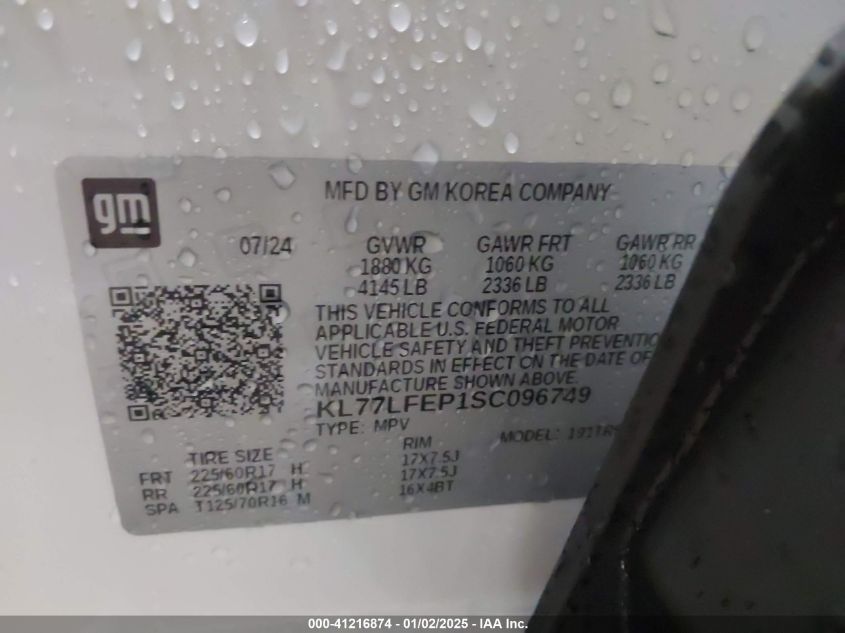 gm
MFD BY GM KOREA COMPANY
07/24 GVWR GAWR FRT GAWR RR
1880 KG 1060 KG 1060 KG
4145 LB 2336 LB 2336 LB
THIS VEHICLE CONFORMS TO ALL
APPLICABLE U.S. FEDERAL MOTOR
VEHICLE SAFETY AND THEFT PREVENTIO
STANDARDS IN EFFECT ON THE DATE OF
MANUFACTURE SHOWN ABOVE.
KL77LFEP1SC096749
TYPE: MPV MODEL: 191TR
TIRE SIZE RIM
FRT 225/60R17 H 17X7.5J
RR 225/60R17 H 17X7.5J
SPA T125/70R16 M 16X4BT
000-41216874 — 01/02/2025 — IAA Inc.